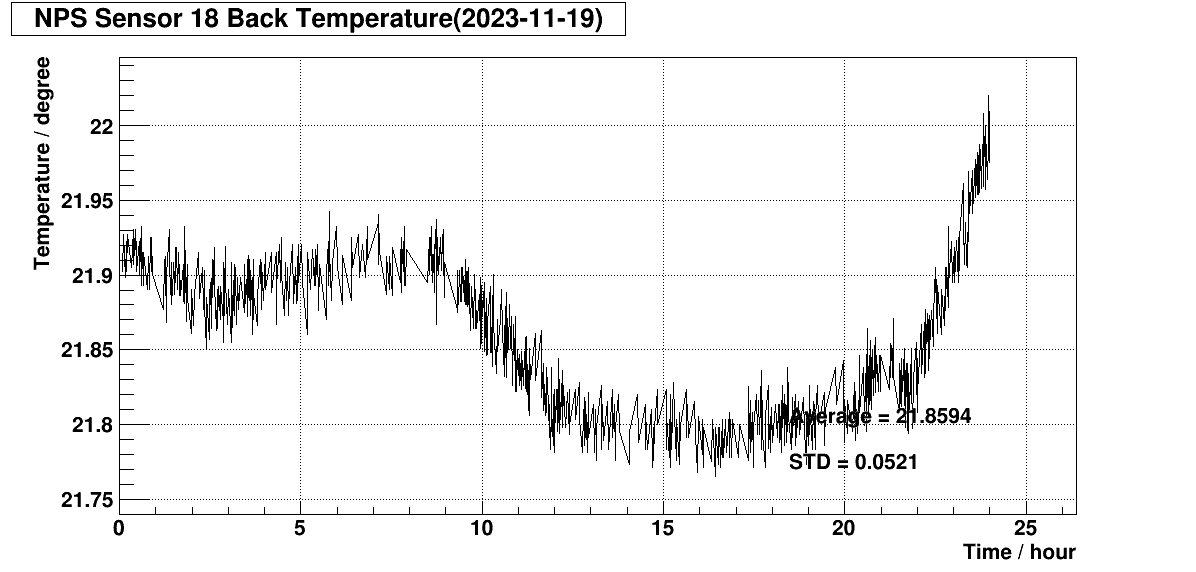 NPS Sensor 18 Back Temperature(2023-11-19)
Temperature / degree
22
21.95
21.9
21.85
21.8
21.75
Average = 21.8594
STD = 0.0521
0 5 10 15 20 25
Time / hour